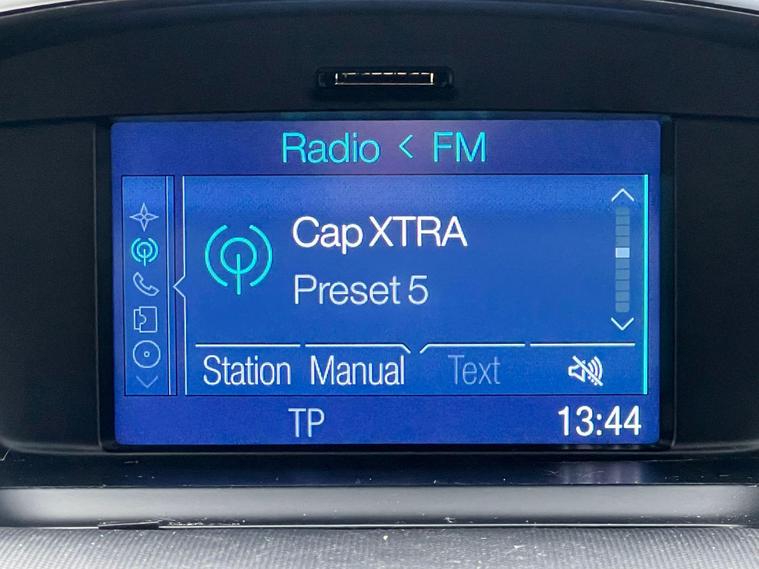 Radio < FM
Cap XTRA
Preset 5
Station Manual Text
TP 13:44